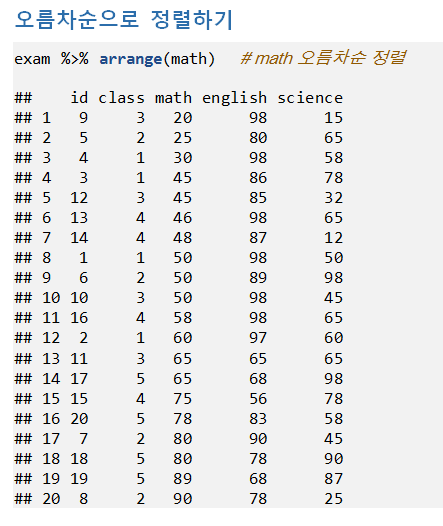 오름차순으로 정렬하기
exam %>% arrange(math)  # math 오름차순 정렬
##    id class math english science
## 1   9     3   20      98      15
## 2   5     2   25      80      65
## 3   4     1   30      98      58
## 4   3     1   45      86      78
## 5  12     3   45      85      32
## 6  13     4   46      98      65
## 7  14     4   48      87      12
## 8   1     1   50      98      50
## 9   6     2   50      89      98
## 10 10     3   50      98      45
## 11 16     4   58      98      65
## 12  2     1   60      97      60
## 13 11     3   65      65      65
## 14 17     5   65      68      98
## 15 15     4   75      56      78
## 16 20     5   78      83      58
## 17  7     2   80      90      45
## 18 18     5   80      78      90
## 19 19     5   89      68      87
## 20  8     2   90      78      25